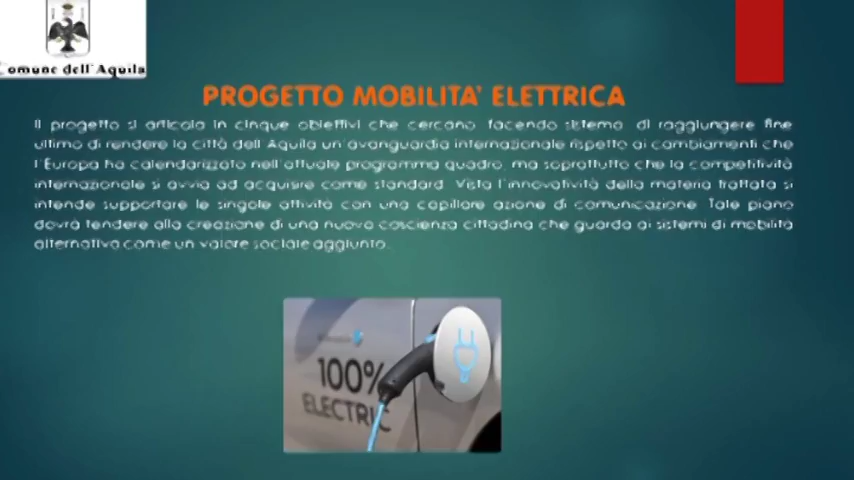 Comune dell'Aquila
PROGETTO MOBILITA' ELETTRICA
Il progetto si articola in cinque obiettivi che cercano, facendo sistema, di raggiungere fine
ultimo di rendere la città dell'Aquila un'avanguardia internazionale rispetto ai cambiamenti che
l'Europa ha calendarizzato nell'attuale programma quadro, ma soprattutto che la competitività
internazionale si avvia ad acquisire come standard. Vista l'innovatività della materia trattata si
intende supportare le singole attività con una capillare azione di comunicazione. Tale piano
dovrà tendere alla creazione di una nuova coscienza cittadina che guarda ai sistemi di mobilità
alternativa come un valore sociale aggiunto.
100%
ELECTRIC